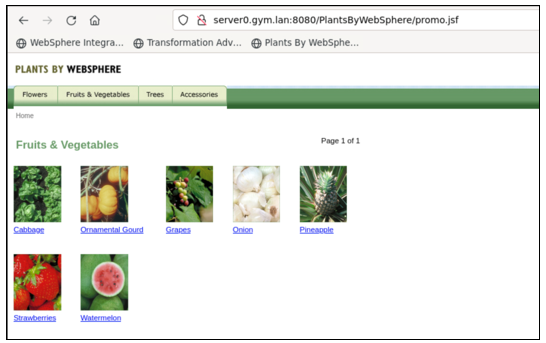 server0.gym.lan:8080/PlantsByWebSphere/promo.jsf
WebSphere Integra... Transformation Adv... Plants By WebSphe...
PLANTS BY WEBSPHERE
Flowers Fruits & Vegetables Trees Accessories
Home
Fruits & Vegetables Page 1 of 1
Cabbage Ornamental Gourd Grapes Onion Pineapple
Strawberries Watermelon